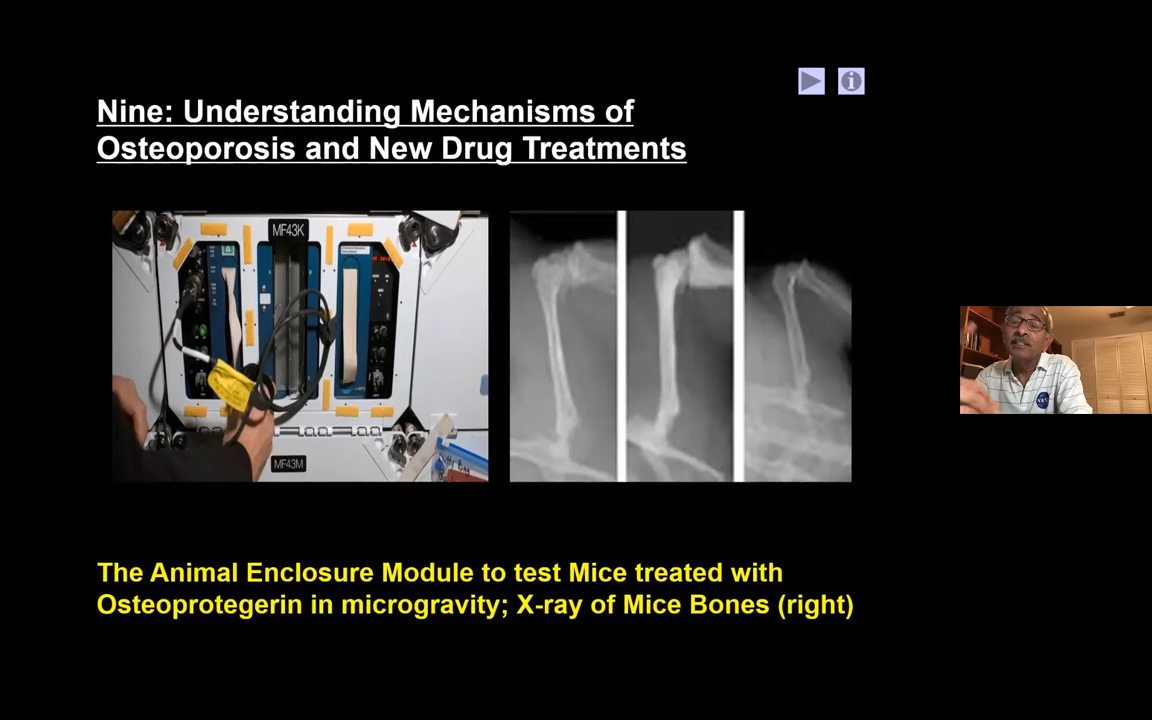 Nine: Understanding Mechanisms of
Osteoporosis and New Drug Treatments
MF43K
MF43M
The Animal Enclosure Module to test Mice treated with
Osteoprotegerin in microgravity; X-ray of Mice Bones (right)